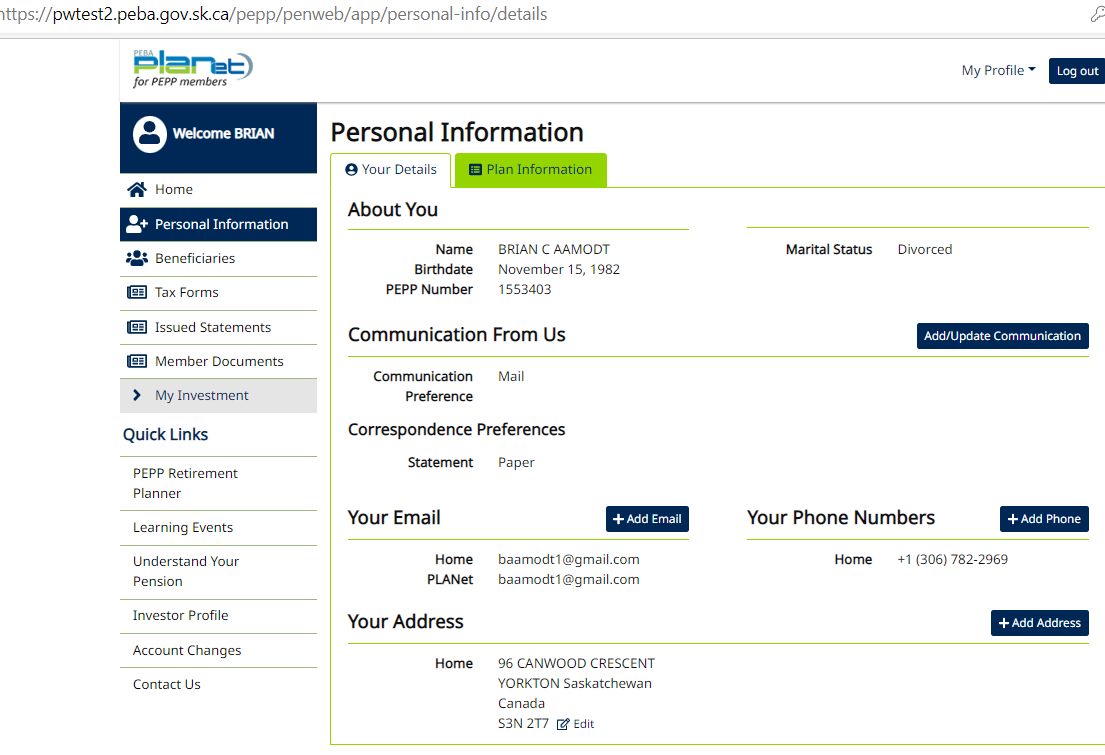 https://pwtest2.peba.gov.sk.ca/pepp/penweb/app/personal-info/details
PEBA
planet
for PEPP members
My Profile
Log out
Welcome BRIAN
Home
Personal Information
Beneficiaries
Tax Forms
Issued Statements
Member Documents
My Investment
Quick Links
PEPP Retirement
Planner
Learning Events
Understand Your
Pension
Investor Profile
Account Changes
Contact Us
Personal Information
Your Details
Plan Information
About You
Name BRIAN C AAMODT
Birthdate November 15, 1982
PEPP Number 1553403
Marital Status Divorced
Communication From Us
Add/Update Communication
Communication Mail
Preference
Correspondence Preferences
Statement Paper
Your Email
+ Add Email
Home baamodt1@gmail.com
PLANet baamodt1@gmail.com
Your Phone Numbers
+ Add Phone
Home +1 (306) 782-2969
Your Address
+ Add Address
Home 96 CANWOOD CRESCENT
YORKTON Saskatchewan
Canada
S3N 2T7 Edit